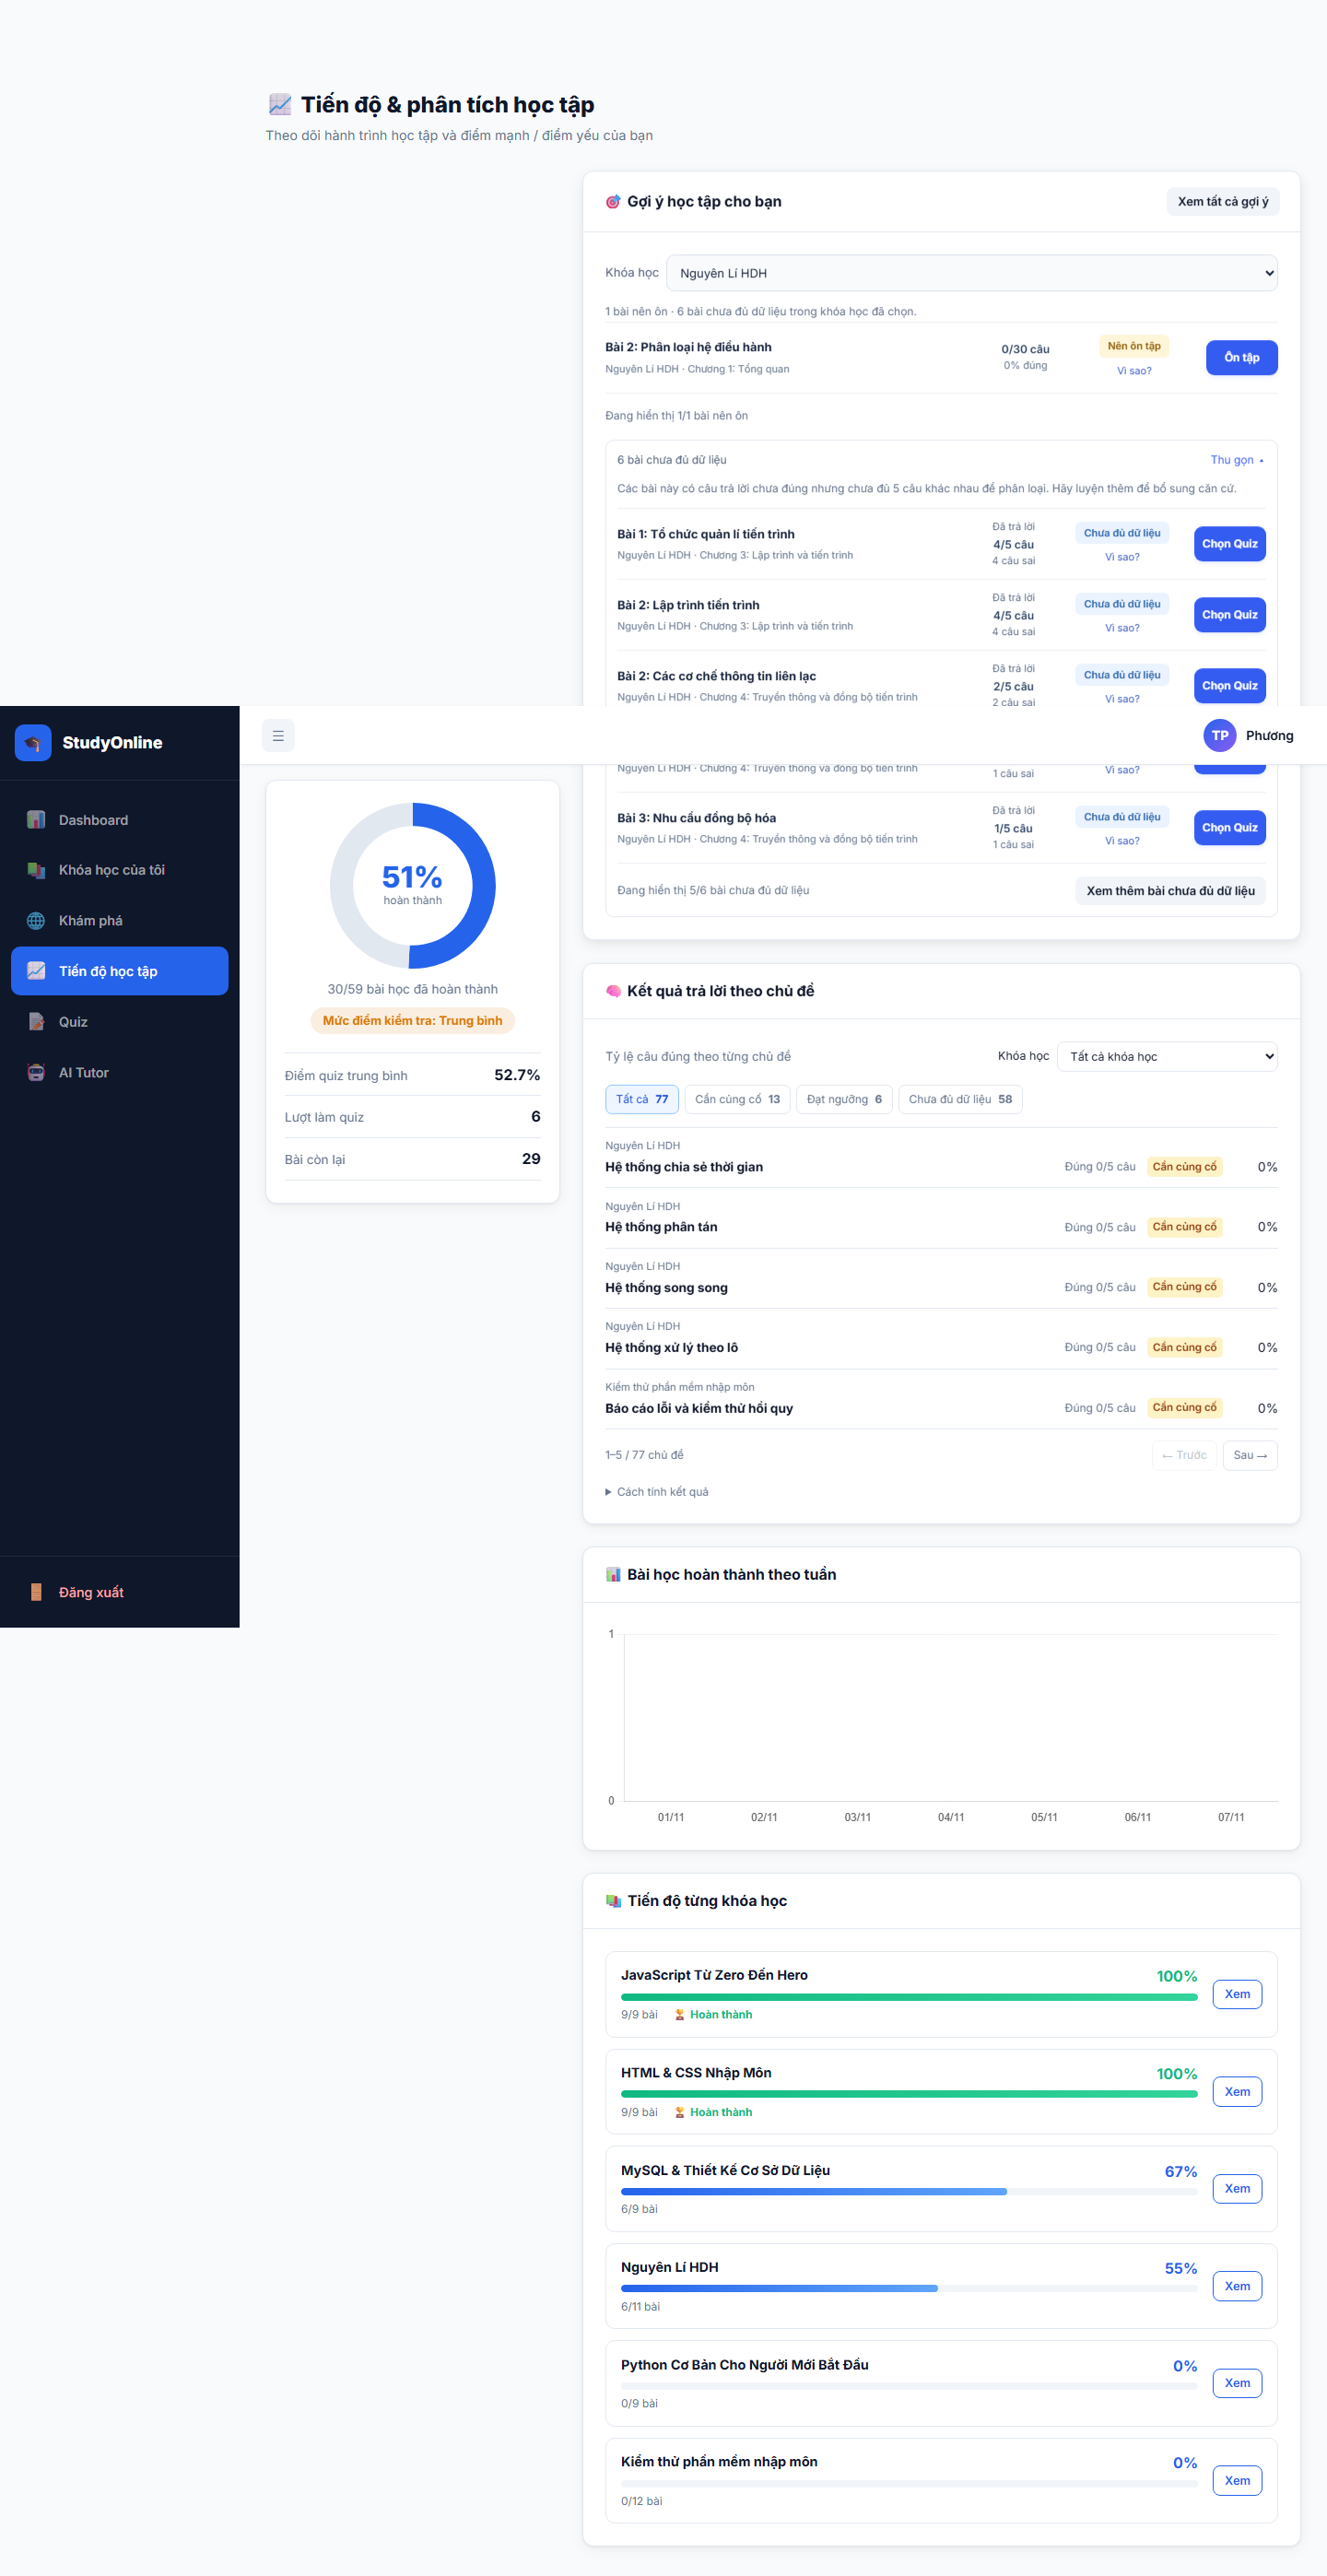 Tiến độ & phân tích học tập
Theo dõi hành trình học tập và điểm mạnh / điểm yếu của bạn
Gợi ý học tập cho bạn
Xem tất cả gợi ý
Khóa học
Nguyên Lí HDH
1 bài nên ôn · 6 bài chưa đủ dữ liệu trong khóa học đã chọn.
Bài 2: Phân loại hệ điều hành
Nguyên Lí HDH · Chương 1: Tổng quan
0/30 câu
0% đúng
Nên ôn tập
Vì sao?
Ôn tập
Đang hiển thị 1/1 bài nên ôn
6 bài chưa đủ dữ liệu
Thu gọn
Các bài này có câu trả lời chưa đúng nhưng chưa đủ 5 câu khác nhau để phân loại. Hãy luyện thêm để bổ sung căn cứ.
Bài 1: Tổ chức quản lí tiến trình
Nguyên Lí HDH · Chương 3: Lập trình và tiến trình
Đã trả lời
4/5 câu
4 câu sai
Chưa đủ dữ liệu
Vì sao?
Chọn Quiz
Bài 2: Lập trình tiến trình
Nguyên Lí HDH · Chương 3: Lập trình và tiến trình
Đã trả lời
4/5 câu
4 câu sai
Chưa đủ dữ liệu
Vì sao?
Chọn Quiz
Bài 2: Các cơ chế thông tin liên lạc
Nguyên Lí HDH · Chương 4: Truyền thông và đồng bộ tiến trình
Đã trả lời
2/5 câu
2 câu sai
Chưa đủ dữ liệu
Vì sao?
Chọn Quiz
StudyOnline
☰
TP
Phương
Nguyên Lí HDH · Chương 4: Truyền thông và đồng bộ tiến trình
1 câu sai
Vì sao?
Bài 3: Nhu cầu đồng bộ hóa
Nguyên Lí HDH · Chương 4: Truyền thông và đồng bộ tiến trình
Đã trả lời
1/5 câu
1 câu sai
Chưa đủ dữ liệu
Vì sao?
Chọn Quiz
Đang hiển thị 5/6 bài chưa đủ dữ liệu
Xem thêm bài chưa đủ dữ liệu
Dashboard
Khóa học của tôi
Khám phá
Tiến độ học tập
Quiz
AI Tutor
Đăng xuất
51%
hoàn thành
30/59 bài học đã hoàn thành
Mức điểm kiểm tra: Trung bình
Điểm quiz trung bình
52.7%
Lượt làm quiz
6
Bài còn lại
29
Kết quả trả lời theo chủ đề
Tỷ lệ câu đúng theo từng chủ đề
Khóa học
Tất cả khóa học
Tất cả 77
Cần củng cố 13
Đạt ngưỡng 6
Chưa đủ dữ liệu 58
Nguyên Lí HDH
Hệ thống chia sẻ thời gian
Đúng 0/5 câu
Cần củng cố
0%
Nguyên Lí HDH
Hệ thống phân tán
Đúng 0/5 câu
Cần củng cố
0%
Nguyên Lí HDH
Hệ thống song song
Đúng 0/5 câu
Cần củng cố
0%
Nguyên Lí HDH
Hệ thống xử lý theo lô
Đúng 0/5 câu
Cần củng cố
0%
Kiểm thử phần mềm nhập môn
Báo cáo lỗi và kiểm thử hồi quy
Đúng 0/5 câu
Cần củng cố
0%
1–5 / 77 chủ đề
← Trước
Sau →
▶ Cách tính kết quả
Bài học hoàn thành theo tuần
1
0
01/11
02/11
03/11
04/11
05/11
06/11
07/11
Tiến độ từng khóa học
JavaScript Từ Zero Đến Hero
100%
9/9 bài
Hoàn thành
Xem
HTML & CSS Nhập Môn
100%
9/9 bài
Hoàn thành
Xem
MySQL & Thiết Kế Cơ Sở Dữ Liệu
67%
6/9 bài
Xem
Nguyên Lí HDH
55%
6/11 bài
Xem
Python Cơ Bản Cho Người Mới Bắt Đầu
0%
0/9 bài
Xem
Kiểm thử phần mềm nhập môn
0%
0/12 bài
Xem